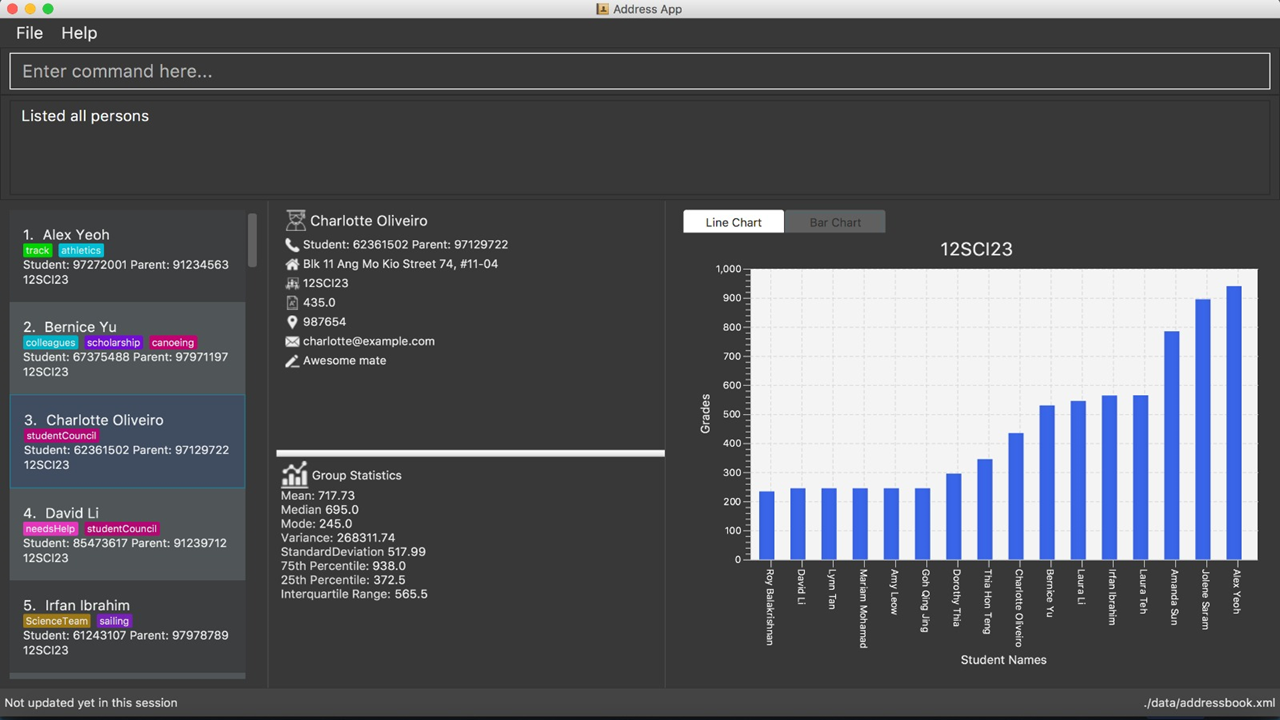 Address App
File Help
Enter command here...
Listed all persons
1. Alex Yeoh
track athletics
Student: 97272001 Parent: 91234563
12SCI23
2. Bernice Yu
colleagues scholarship canoeing
Student: 67375488 Parent: 97971197
12SCI23
3. Charlotte Oliveiro
studentCouncil
Student: 62361502 Parent: 97129722
12SCI23
4. David Li
needsHelp studentCouncil
Student: 85473617 Parent: 91239712
12SCI23
5. Irfan Ibrahim
ScienceTeam sailing
Student: 61243107 Parent: 97978789
12SCI23
Charlotte Oliveiro
Student: 62361502 Parent: 97129722
Blk 11 Ang Mo Kio Street 74, #11-04
12SCI23
435.0
987654
charlotte@example.com
Awesome mate
Group Statistics
Mean: 717.73
Median 695.0
Mode: 245.0
Variance: 268311.74
StandardDeviation 517.99
75th Percentile: 938.0
25th Percentile: 372.5
Interquartile Range: 565.5
Line Chart Bar Chart
12SCI23
Grades
1,000
900
800
700
600
500
400
300
200
100
0
Roy Balakrishnan
David Li
Lynn Tan
Mariam Mohamad
Amy Leow
Goh Qing Jing
Dorothy Thia
Thia Hon Teng
Charlotte Oliveiro
Bernice Yu
Laura Li
Irfan Ibrahim
Laura Teh
Amanda Sun
Jolene Sanam
Alex Yeoh
Student Names
Not updated yet in this session
./data/addressbook.xml